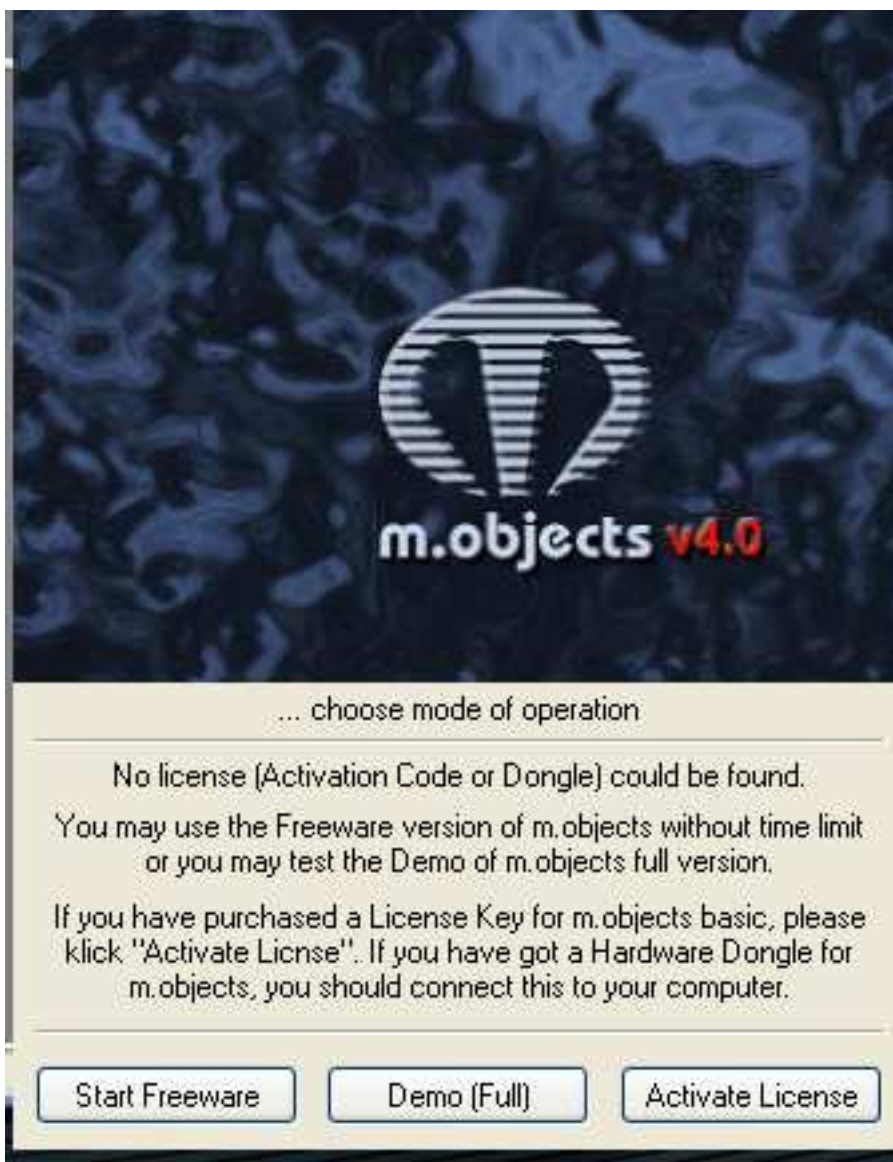 m.objects v4.0
... choose mode of operation
No license (Activation Code or Dongle) could be found.
You may use the Freeware version of m.objects without time limit
or you may test the Demo of m.objects full version.
If you have purchased a License Key for m.objects basic, please
klick "Activate Licnse". If you have got a Hardware Dongle for
m.objects, you should connect this to your computer.
Start Freeware
Demo (Full)
Activate License